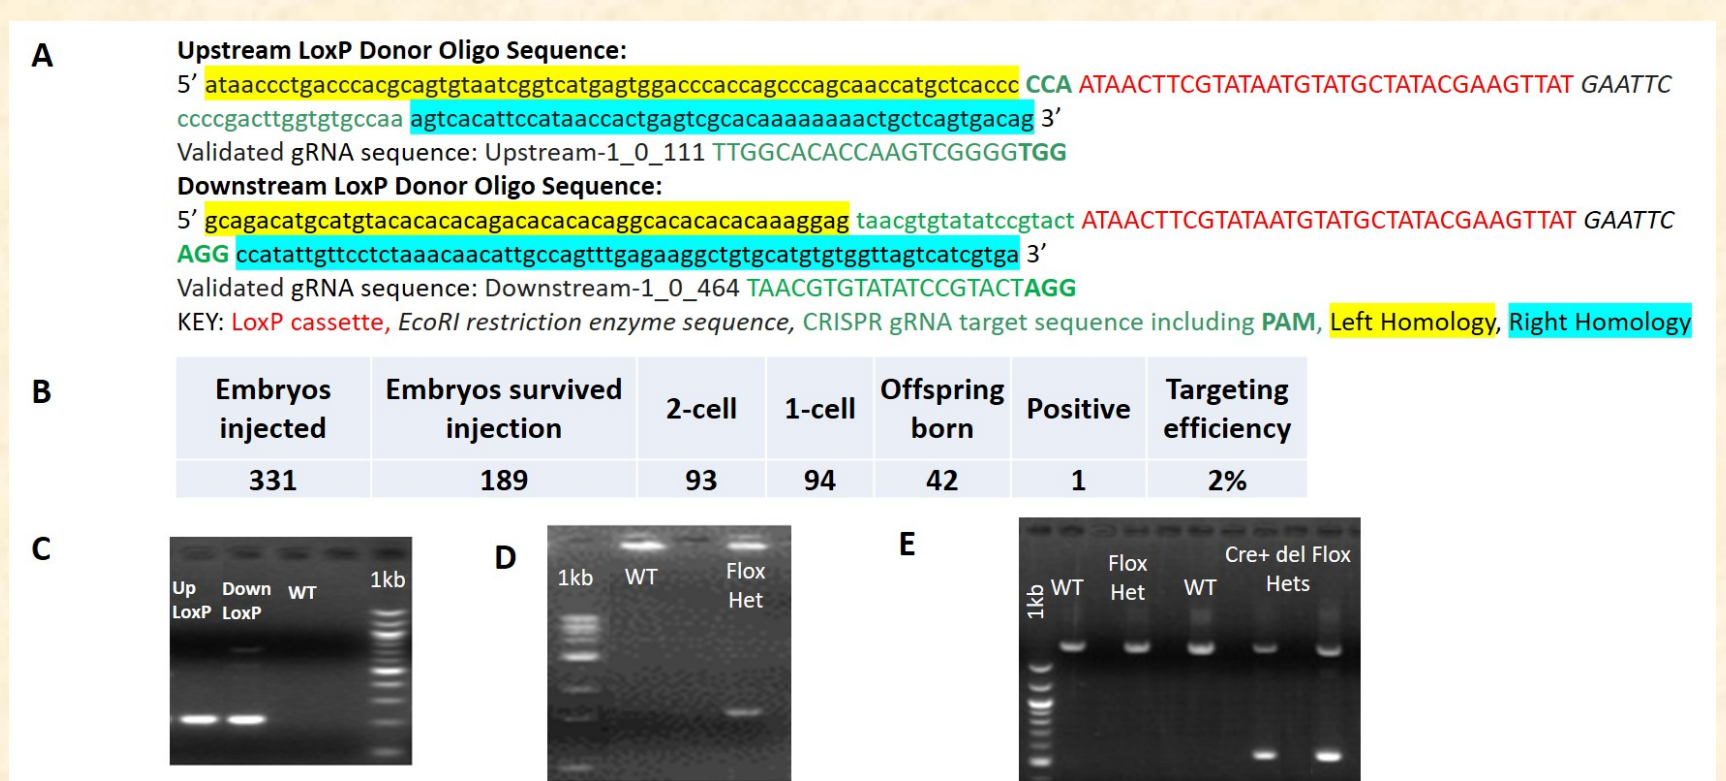 A
Upstream LoxP Donor Oligo Sequence:
5’ ataaccctgacccacgcagtgtaatcggtcatgagtggacccaccagcccagcaaccatgctcaccc CCA ATAACTTCGTATAATGTATGCTATACGAAGTTAT GAATTC
ccccgacttggtgtgccaa agtcacattccataaccactgagtcgcacaaaaaaaactgctcagtgacag 3’
Validated gRNA sequence: Upstream-1_0_111 TTGGCACACCAAGTCGGGGTGG
Downstream LoxP Donor Oligo Sequence:
5’ gcagacatgcatgtacacacacagacacacacaggcacacacacaaaggag taacgtgtatatccgtact ATAACTTCGTATAATGTATGCTATACGAAGTTAT GAATTC
AGG ccatattgttcctctaaacaacattgccagtttgagaaggctgtgcatgtgtggttagtcatcgtga 3’
Validated gRNA sequence: Downstream-1_0_464 TAACGTGTATATCCGTACTAGG
KEY: LoxP cassette, EcoRI restriction enzyme sequence, CRISPR gRNA target sequence including PAM, Left Homology, Right Homology
B
Embryos injected Embryos survived injection 2-cell 1-cell Offspring born Positive Targeting efficiency
331 189 93 94 42 1 2%
C
Up LoxP Down LoxP WT 1kb
D
1kb WT Flox Het
E
1kb WT Flox Het WT Cre+ del Flox Hets